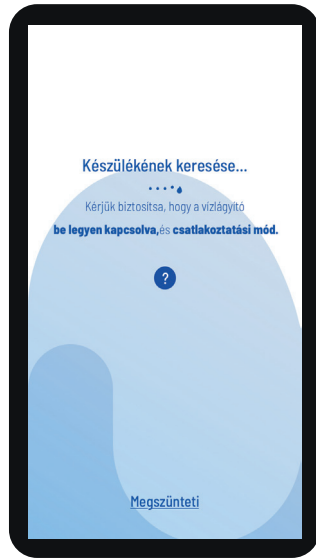 Készülékének keresése...
Kérjük biztosítsa, hogy a vízlágyító
be legyen kapcsolva,és csatlakoztatási mód.
?
Megszünteti